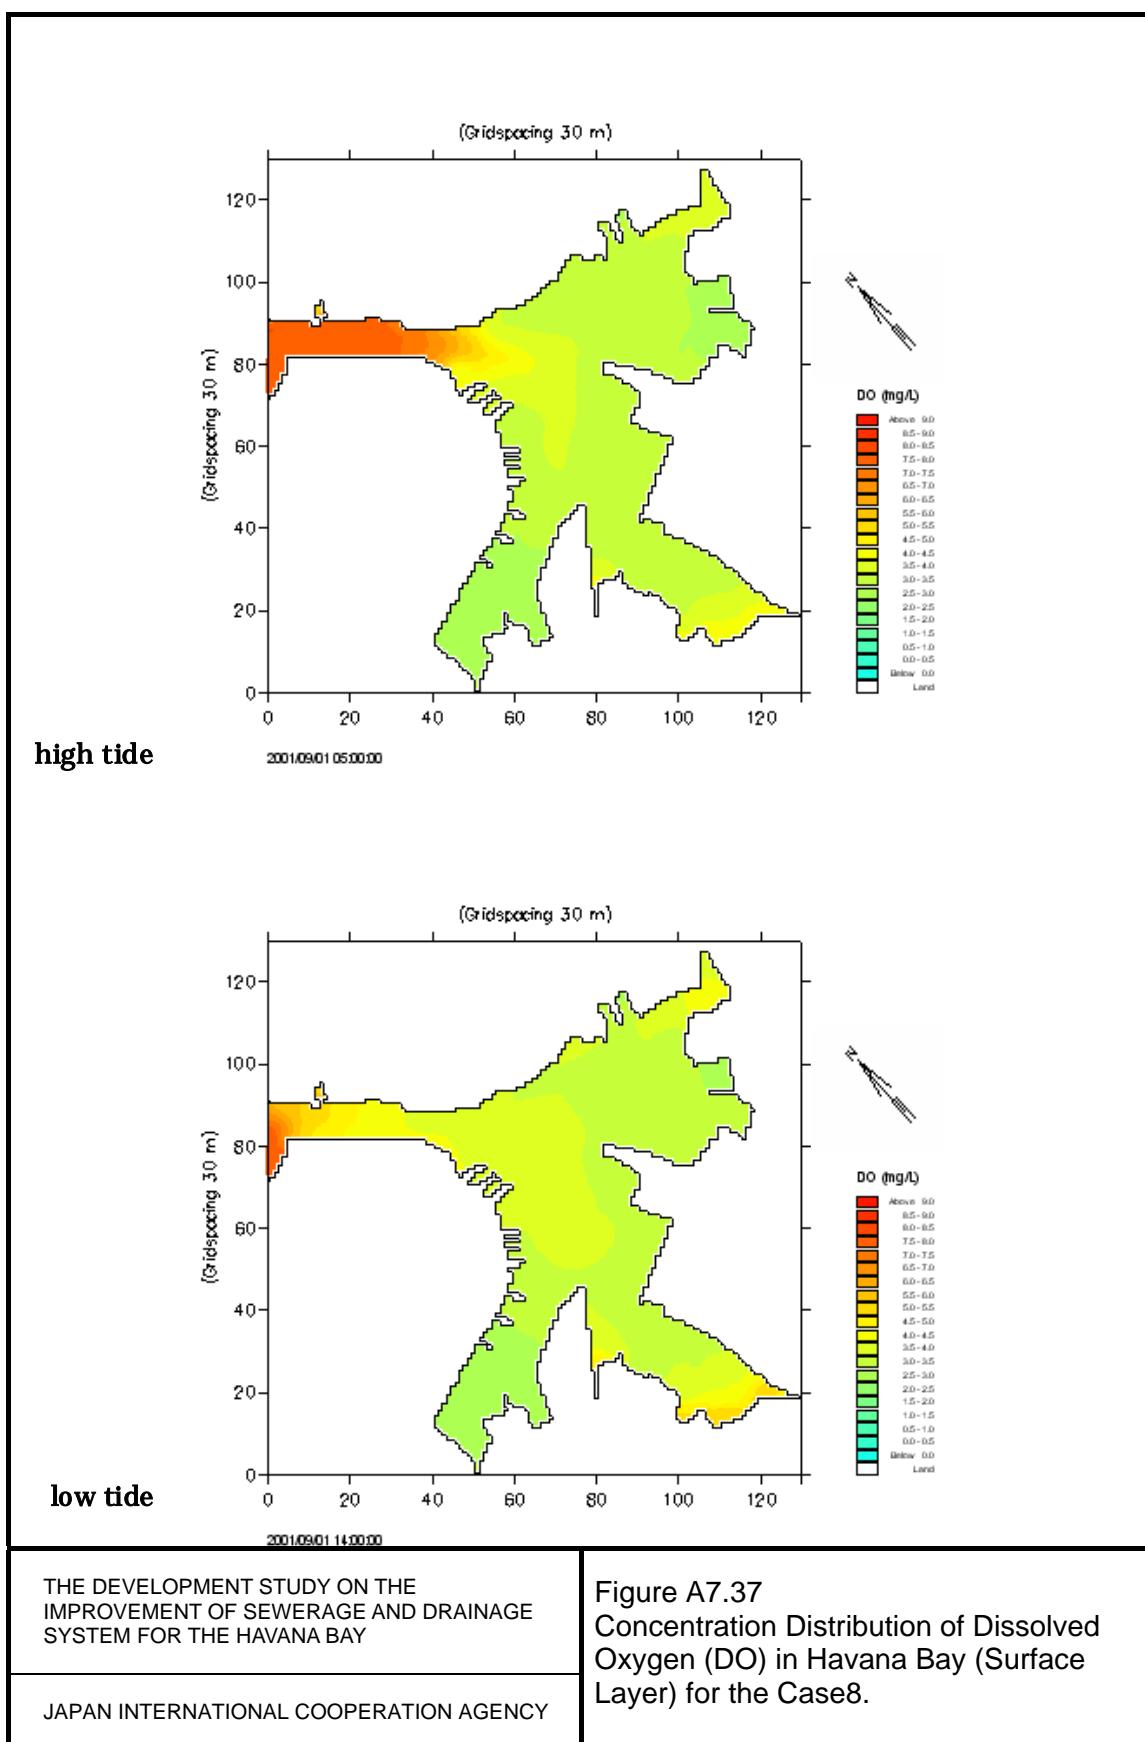 (Gridspacing 30 m)
120
100
80
60
40
20
0
(Gridspacing 30 m)
0 20 40 60 80 100 120
N
DO (mg/L)
Above 9.0
8.5 - 9.0
8.0 - 8.5
7.5 - 8.0
7.0 - 7.5
6.5 - 7.0
6.0 - 6.5
5.5 - 6.0
5.0 - 5.5
4.5 - 5.0
4.0 - 4.5
3.5 - 4.0
3.0 - 3.5
2.5 - 3.0
2.0 - 2.5
1.5 - 2.0
1.0 - 1.5
0.5 - 1.0
0.0 - 0.5
Below 0.0
Land
high tide
2001/09/01 05:00:00
(Gridspacing 30 m)
120
100
80
60
40
20
0
(Gridspacing 30 m)
0 20 40 60 80 100 120
N
DO (mg/L)
Above 9.0
8.5 - 9.0
8.0 - 8.5
7.5 - 8.0
7.0 - 7.5
6.5 - 7.0
6.0 - 6.5
5.5 - 6.0
5.0 - 5.5
4.5 - 5.0
4.0 - 4.5
3.5 - 4.0
3.0 - 3.5
2.5 - 3.0
2.0 - 2.5
1.5 - 2.0
1.0 - 1.5
0.5 - 1.0
0.0 - 0.5
Below 0.0
Land
low tide
2001/09/01 14:00:00
THE DEVELOPMENT STUDY ON THE
IMPROVEMENT OF SEWERAGE AND DRAINAGE
SYSTEM FOR THE HAVANA BAY
JAPAN INTERNATIONAL COOPERATION AGENCY
Figure A7.37
Concentration Distribution of Dissolved
Oxygen (DO) in Havana Bay (Surface
Layer) for the Case8.